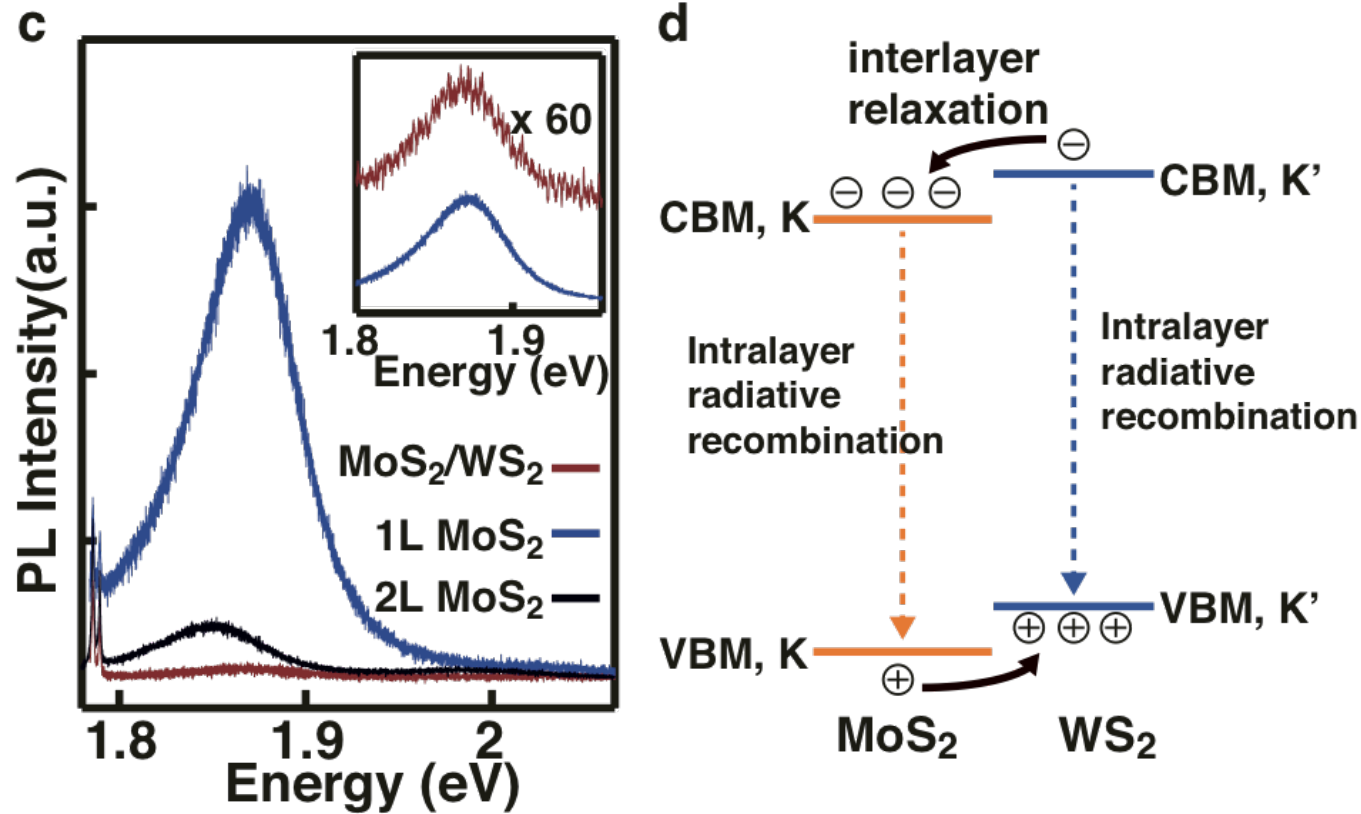 c
PL Intensity(a.u.)
x 60
1.8 1.9
Energy (eV)
MoS₂/WS₂
1L MoS₂
2L MoS₂
1.8 1.9 2
Energy (eV)
d
interlayer
relaxation
CBM, K
CBM, K’
Intralayer
radiative
recombination
Intralayer
radiative
recombination
VBM, K
VBM, K’
MoS₂ WS₂